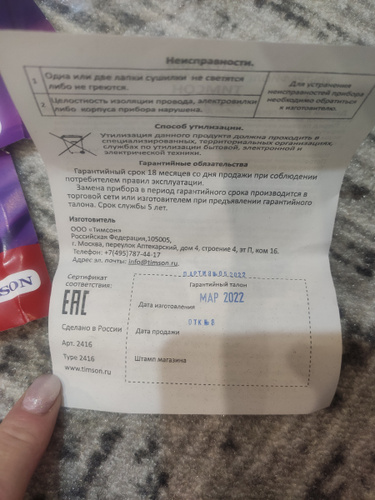 Неисправности.
1 Одна или две лапки сушилки не светятся либо не греются.
2 Целостность изоляции провода, электровилки либо корпуса прибора нарушена.
Для устранения
неисправностей прибора
необходимо обратиться
к изготовителю.
Способ утилизации.
Утилизация данного продукта должна проходить в
специализированных, территориальных организациях,
службах по утилизации бытовой, электронной и
электрической техники.
Гарантийные обязательства
Гарантийный срок 18 месяцев со дня продажи при соблюдении
потребителем правил эксплуатации.
Замена прибора в период гарантийного срока производится в
торговой сети или изготовителем при предъявлении гарантийного
талона. Срок службы 5 лет.
Изготовитель
ООО «Тимсон»
Российская Федерация,105005,
г. Москва, переулок Аптекарский, дом 4, строение 4, эт П, ком 16.
Телефон: +7(495)787-44-17
Адрес эл. почты: info@timson.ru.
Сертификат
соответствия:
EAC
Сделано в России
Арт. 2416
Type 2416
www.timson.ru
Гарантийный талон
Дата изготовления
МАР 2022
Дата продажи
Штамп магазина
SON